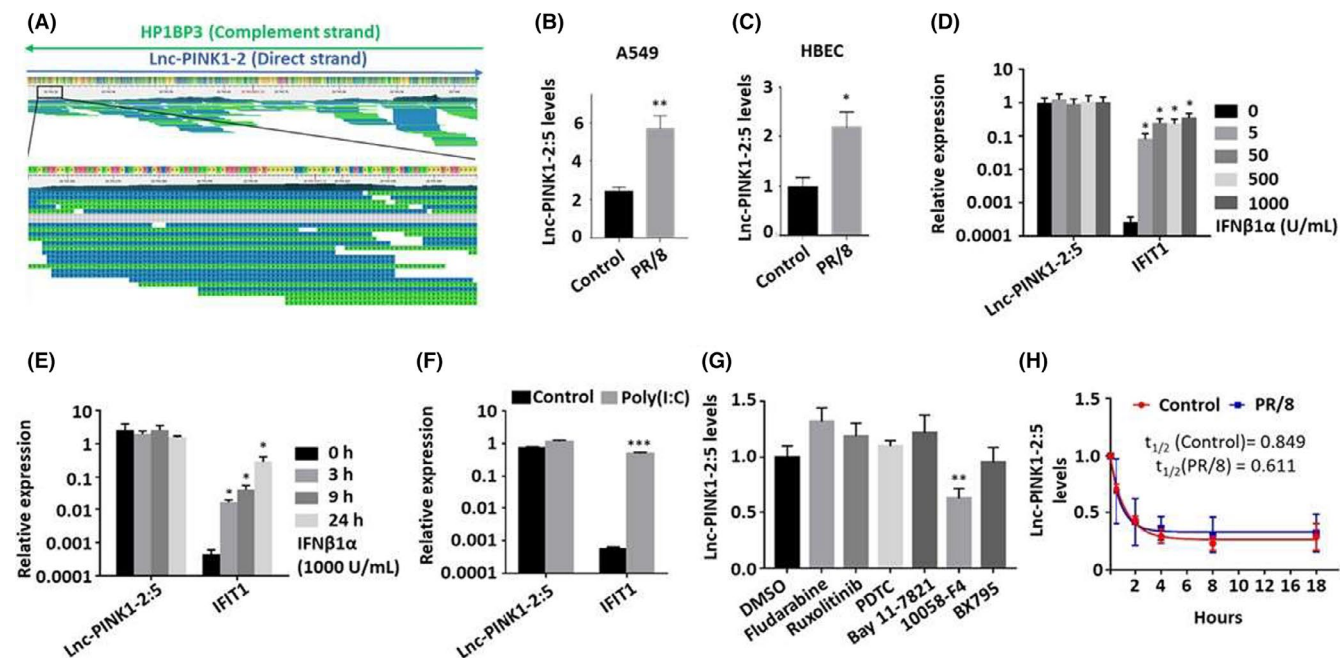 (A)
HP1BP3 (Complement strand)
Lnc-PINK1-2 (Direct strand)
(B)
A549
Lnc-PINK1-2:5 levels
8
6
4
2
0
**
Control
PR/8
(C)
HBEC
Lnc-PINK1-2:5 levels
3
2
1
0
*
Control
PR/8
(D)
Relative expression
10
1
0.1
0.01
0.001
0.0001
* * * *
Lnc-PINK1-2:5
IFIT1
0
5
50
500
1000
IFNβ1α (U/mL)
(E)
Relative expression
10
1
0.1
0.01
0.001
0.0001
* * *
Lnc-PINK1-2:5
IFIT1
0 h
3 h
9 h
24 h
IFNβ1α
(1000 U/mL)
(F)
Control Poly(I:C)
Relative expression
10
1
0.1
0.01
0.001
0.0001
***
Lnc-PINK1-2:5
IFIT1
(G)
Lnc-PINK1-2:5 levels
1.5
1.0
0.5
0.0
**
DMSO
Fludarabine
Ruxolitinib
PDTC
Bay 11-7821
10058-F4
BX795
(H)
Lnc-PINK1-2:5
levels
1.5
1.0
0.5
0
Control PR/8
t1/2 (Control)= 0.849
t1/2(PR/8) = 0.611
2 4 6 8 10 12 14 16 18
Hours